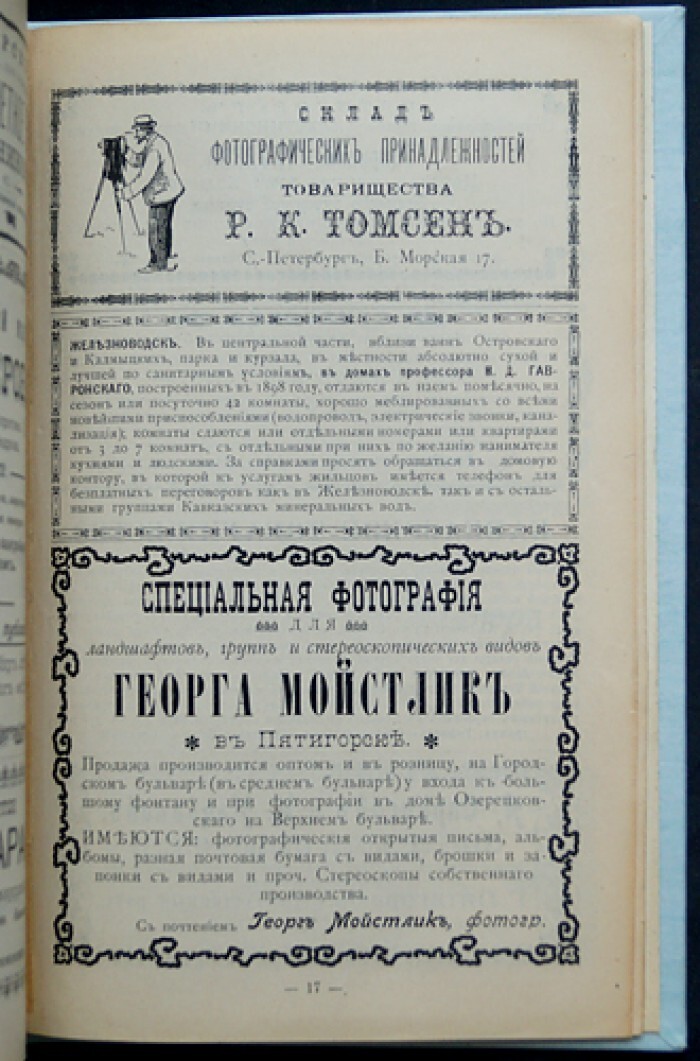 СКЛАДЪ
ФОТОГРАФИЧЕСКИХЪ ПРИНАДЛЕЖНОСТЕЙ
ТОВАРИЩЕСТВА
Р. К. ТОМСЕНЪ.
С.-Петербургъ, Б. Морская 17.
ЖЕЛѢЗНОВОДСКЪ. Въ центральной части, вблизи ваннъ Островскаго
и Калмыцкихъ, парка и курзала, въ мѣстности абсолютно сухой и
лучшей по санитарнымъ условіямъ, въ домахъ профессора И. Д. ГАВ-
РОНСКАГО, построенныхъ въ 1898 году, отдаются въ наемъ помѣсячно, на
сезонъ или посуточно 42 комнаты, хорошо меблированныхъ со всѣми
новѣйшими приспособленіями (водопроводъ, электрическіе звонки, кана-
лизація); комнаты сдаются или отдѣльными номерами или квартирами
отъ 3 до 7 комнатъ, съ отдѣльными при нихъ по желанію нанимателя
кухнями и людскими. За справками просятъ обращаться въ домовую
контору, въ которой къ услугамъ жильцовъ имѣется телефонъ для
безплатныхъ переговоровъ какъ въ Желѣзноводскѣ, такъ и съ осталь-
ными группами Кавказскихъ минеральныхъ водъ.
СПЕЦІАЛЬНАЯ ФОТОГРАФІЯ
ДЛЯ
ландшафтовъ, группъ и стереоскопическихъ видовъ
ГЕОРГА МОЙСТЛИКЪ
* въ Пятигорскѣ. *
Продажа производится оптомъ и въ розницу, на Город-
скомъ бульварѣ (въ среднемъ бульварѣ) у входа къ боль-
шому фонтану и при фотографіи въ домѣ Озерецков-
скаго на Верхнемъ бульварѣ.
ИМѢЮТСЯ: фотографическія открытыя письма, аль-
бомы, разная почтовая бумага съ видами, брошки и за-
понки съ видами и проч. Стереоскопы собственнаго
производства.
Съ почтеніемъ Георгъ Мойстликъ, фотогр.
— 17 —